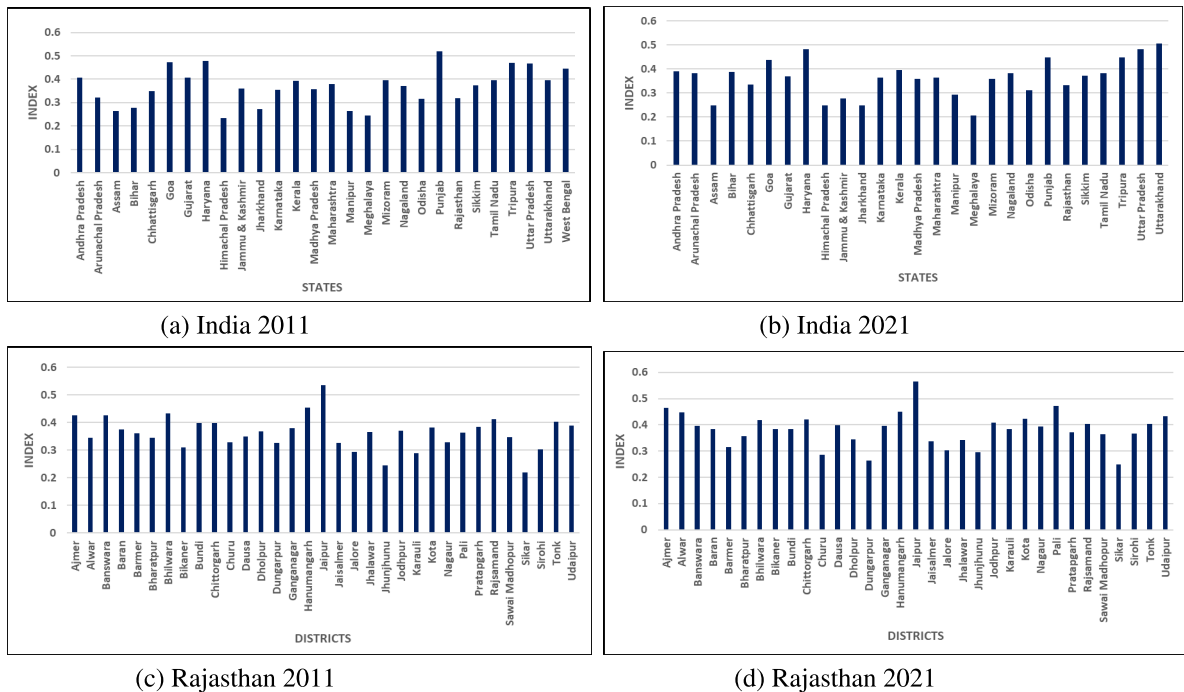 0.6
0.5
0.4
0.3
0.2
0.1
0
INDEX
Andhra Pradesh
Arunachal Pradesh
Assam
Bihar
Chhattisgarh
Goa
Gujarat
Haryana
Himachal Pradesh
Jammu & Kashmir
Jharkhand
Karnataka
Kerala
Madhya Pradesh
Maharashtra
Manipur
Meghalaya
Mizoram
Nagaland
Odisha
Punjab
Rajasthan
Sikkim
Tamil Nadu
Tripura
Uttar Pradesh
Uttarakhand
West Bengal
STATES
(a) India 2011
0.6
0.5
0.4
0.3
0.2
0.1
0
INDEX
Andhra Pradesh
Arunachal Pradesh
Assam
Bihar
Chhattisgarh
Goa
Gujarat
Haryana
Himachal Pradesh
Jammu & Kashmir
Jharkhand
Karnataka
Kerala
Madhya Pradesh
Maharashtra
Manipur
Meghalaya
Mizoram
Nagaland
Odisha
Punjab
Rajasthan
Sikkim
Tamil Nadu
Tripura
Uttar Pradesh
Uttarakhand
STATES
(b) India 2021
0.6
0.5
0.4
0.3
0.2
0.1
0
INDEX
Ajmer
Alwar
Banswara
Baran
Barmer
Bharatpur
Bhilwara
Bikaner
Bundi
Chittorgarh
Churu
Dausa
Dholpur
Dungarpur
Ganganagar
Hanumangarh
Jaipur
Jaisalmer
Jalore
Jhalawar
Jhunjhunu
Jodhpur
Karauli
Kota
Nagaur
Pali
Pratapgarh
Rajsamand
Sawai Madhopur
Sikar
Sirohi
Tonk
Udaipur
DISTRICTS
(c) Rajasthan 2011
0.6
0.5
0.4
0.3
0.2
0.1
0
INDEX
Ajmer
Alwar
Banswara
Baran
Barmer
Bharatpur
Bhilwara
Bikaner
Bundi
Chittorgarh
Churu
Dausa
Dholpur
Dungarpur
Ganganagar
Hanumangarh
Jaipur
Jaisalmer
Jalore
Jhalawar
Jhunjhunu
Jodhpur
Karauli
Kota
Nagaur
Pali
Pratapgarh
Rajsamand
Sawai Madhopur
Sikar
Sirohi
Tonk
Udaipur
DISTRICTS
(d) Rajasthan 2021